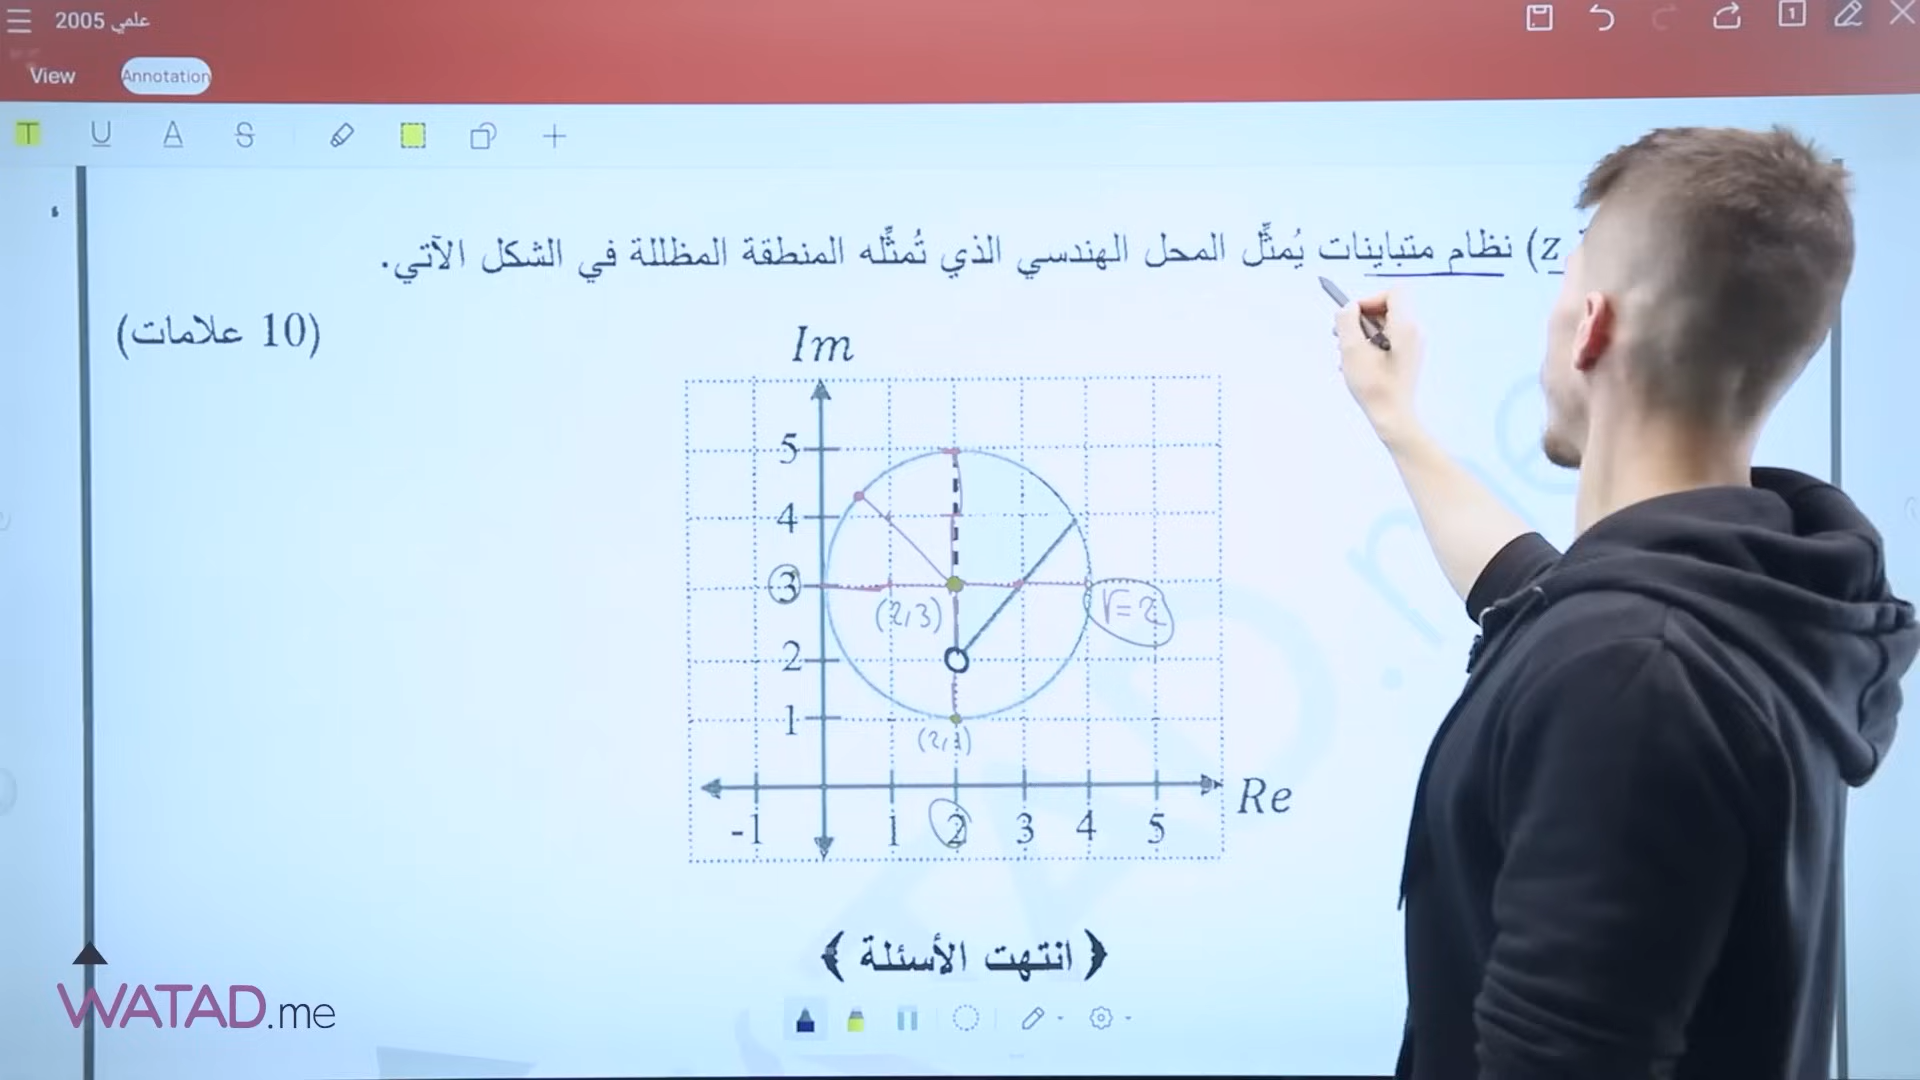 علمي 2005
View Annotation
T U A S
z) نظام متباينات يُمثِّل المحل الهندسي الذي تُمثِّله المنطقة المظللة في الشكل الآتي.
(10 علامات)
Im
5
4
3
(2,3)
r=2
2
1
(2,1)
Re
-1 1 2 3 4 5
﴿ انتهت الأسئلة ﴾
WATAD.me